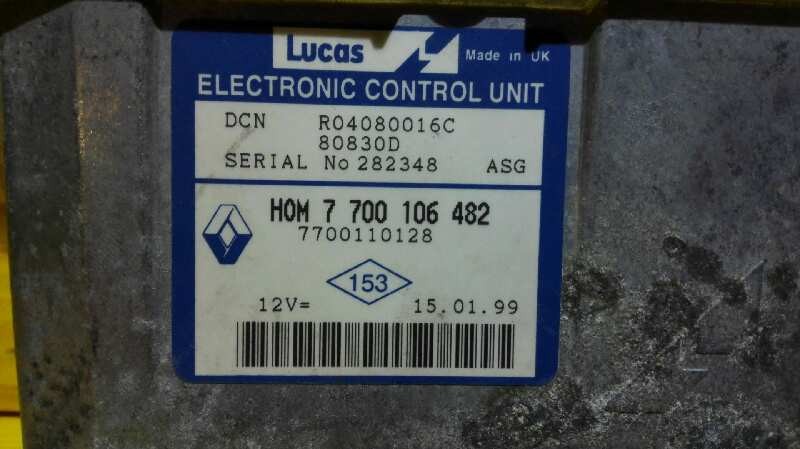 Lucas Made in UK
ELECTRONIC CONTROL UNIT
DCN R04080016C
80830D
SERIAL No 282348 ASG
HOM 7 700 106 482
7700110128
153
12V= 15.01.99